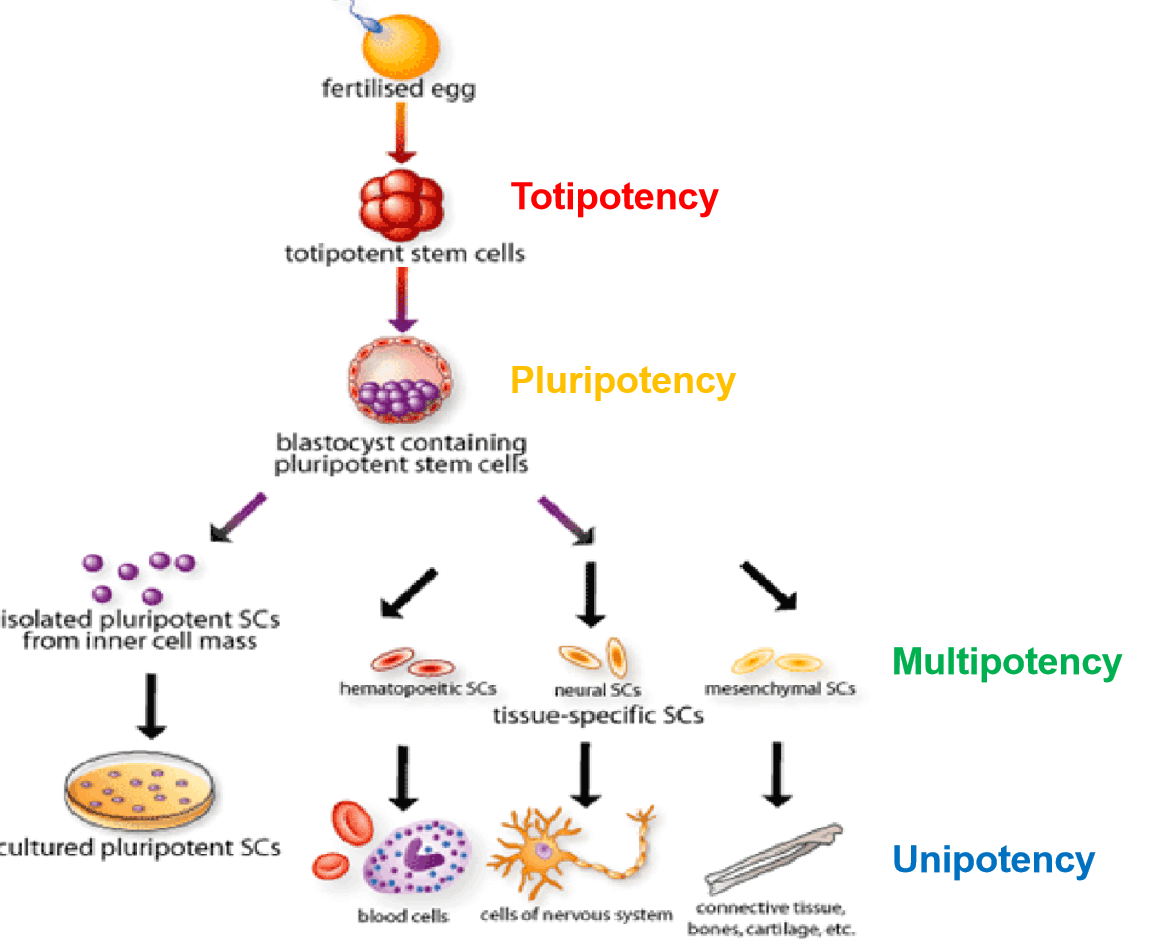 fertilised egg
Totipotency
totipotent stem cells
Pluripotency
blastocyst containing
pluripotent stem cells
isolated pluripotent SCs
from inner cell mass
hematopoeitic SCs
neural SCs
mesenchymal SCs
tissue-specific SCs
Multipotency
cultured pluripotent SCs
blood cells
cells of nervous system
connective tissue,
bones, cartilage, etc.
Unipotency